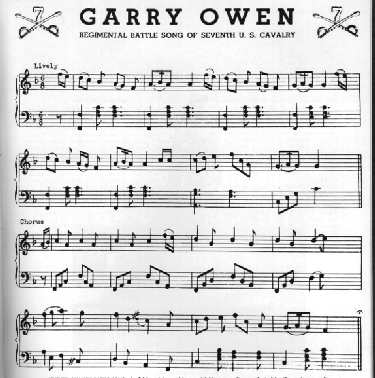 7 GARRY OWEN 7
REGIMENTAL BATTLE SONG OF SEVENTH U. S. CAVALRY
Lively
Chorus